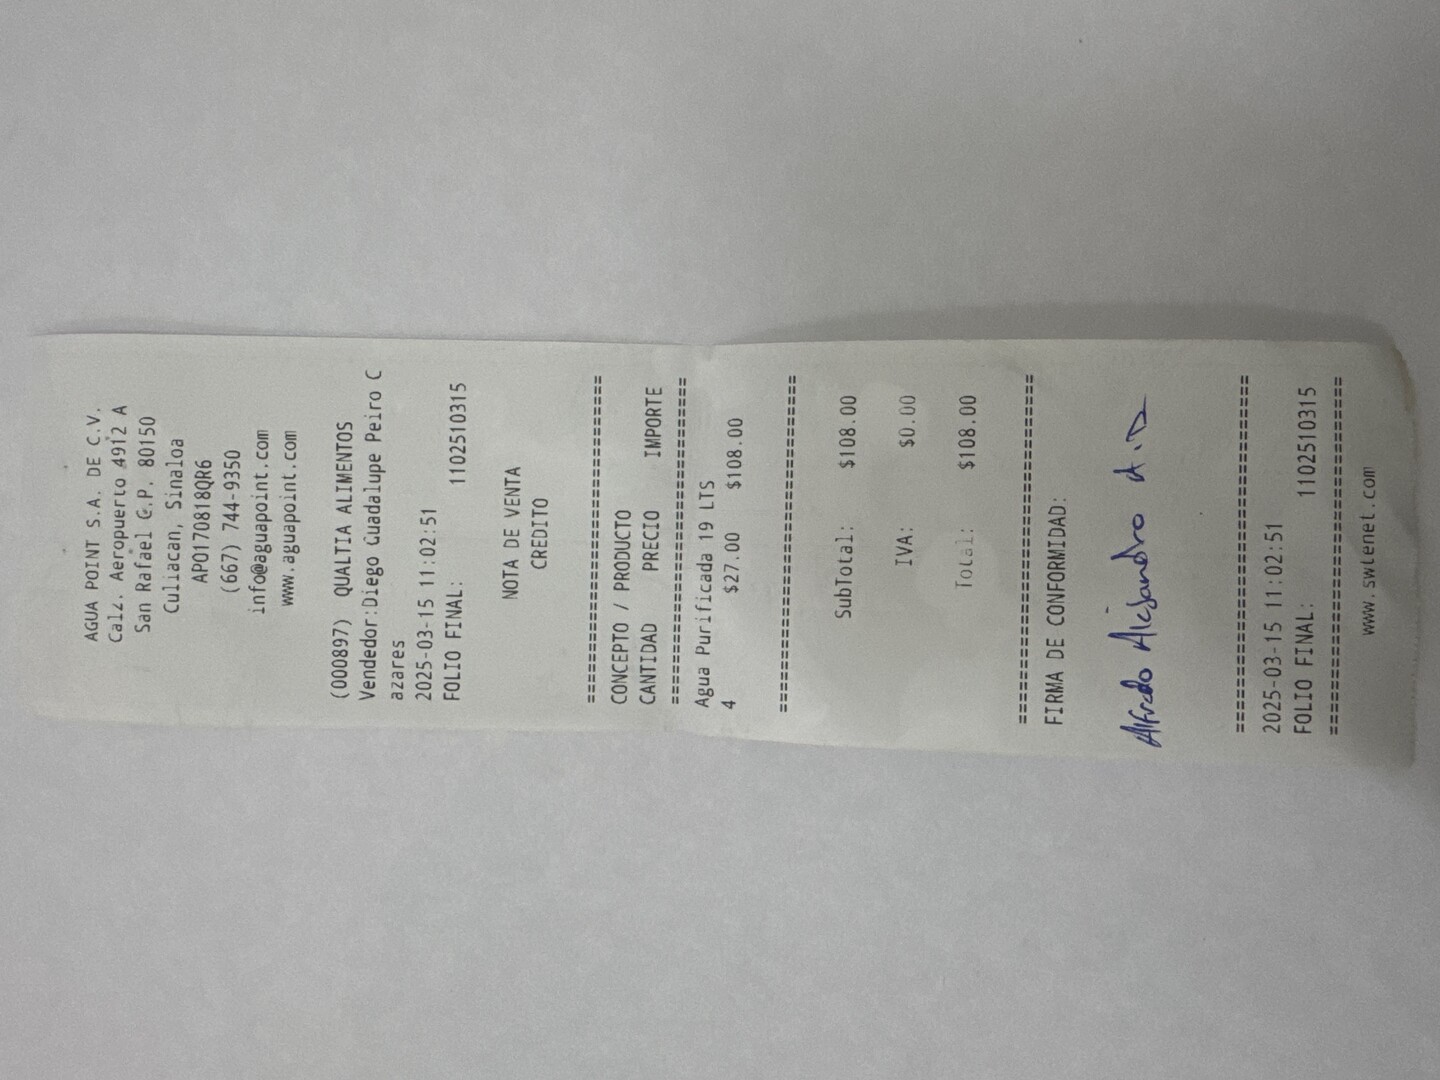 AGUA POINT S.A. DE C.V.
Calz. Aeropuerto 4912 A
San Rafael C.P. 80150
Culiacan, Sinaloa
APO170818QR6
(667) 744-9350
info@aguapoint.com
www.aguapoint.com
(000897) QUALTIA ALIMENTOS
Vendedor:Diego Guadalupe Peiro C
azares
2025-03-15 11:02:51
FOLIO FINAL: 1102510315
NOTA DE VENTA
CREDITO
================================
CONCEPTO / PRODUCTO
CANTIDAD PRECIO IMPORTE
================================
Agua Purificada 19 LTS
4 $27.00 $108.00
================================
SubTotal: $108.00
IVA: $0.00
Total: $108.00
================================
FIRMA DE CONFORMIDAD:
Alfredo Alejandro A.D
================================
2025-03-15 11:02:51
FOLIO FINAL: 1102510315
================================
www.swtenet.com